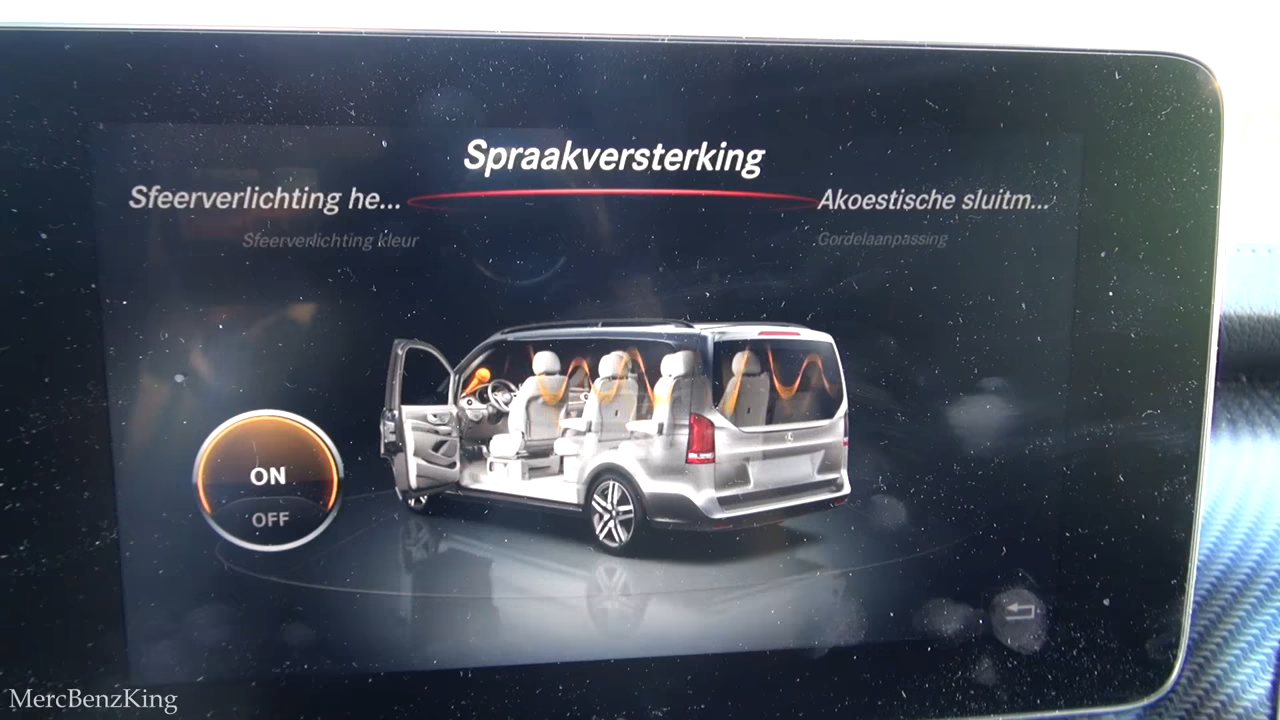 Spraakversterking
Sfeerverlichting he...
Akoestische sluitm...
Sfeerverlichting kleur
Gordelaanpassing
ON
OFF
MercBenzKing